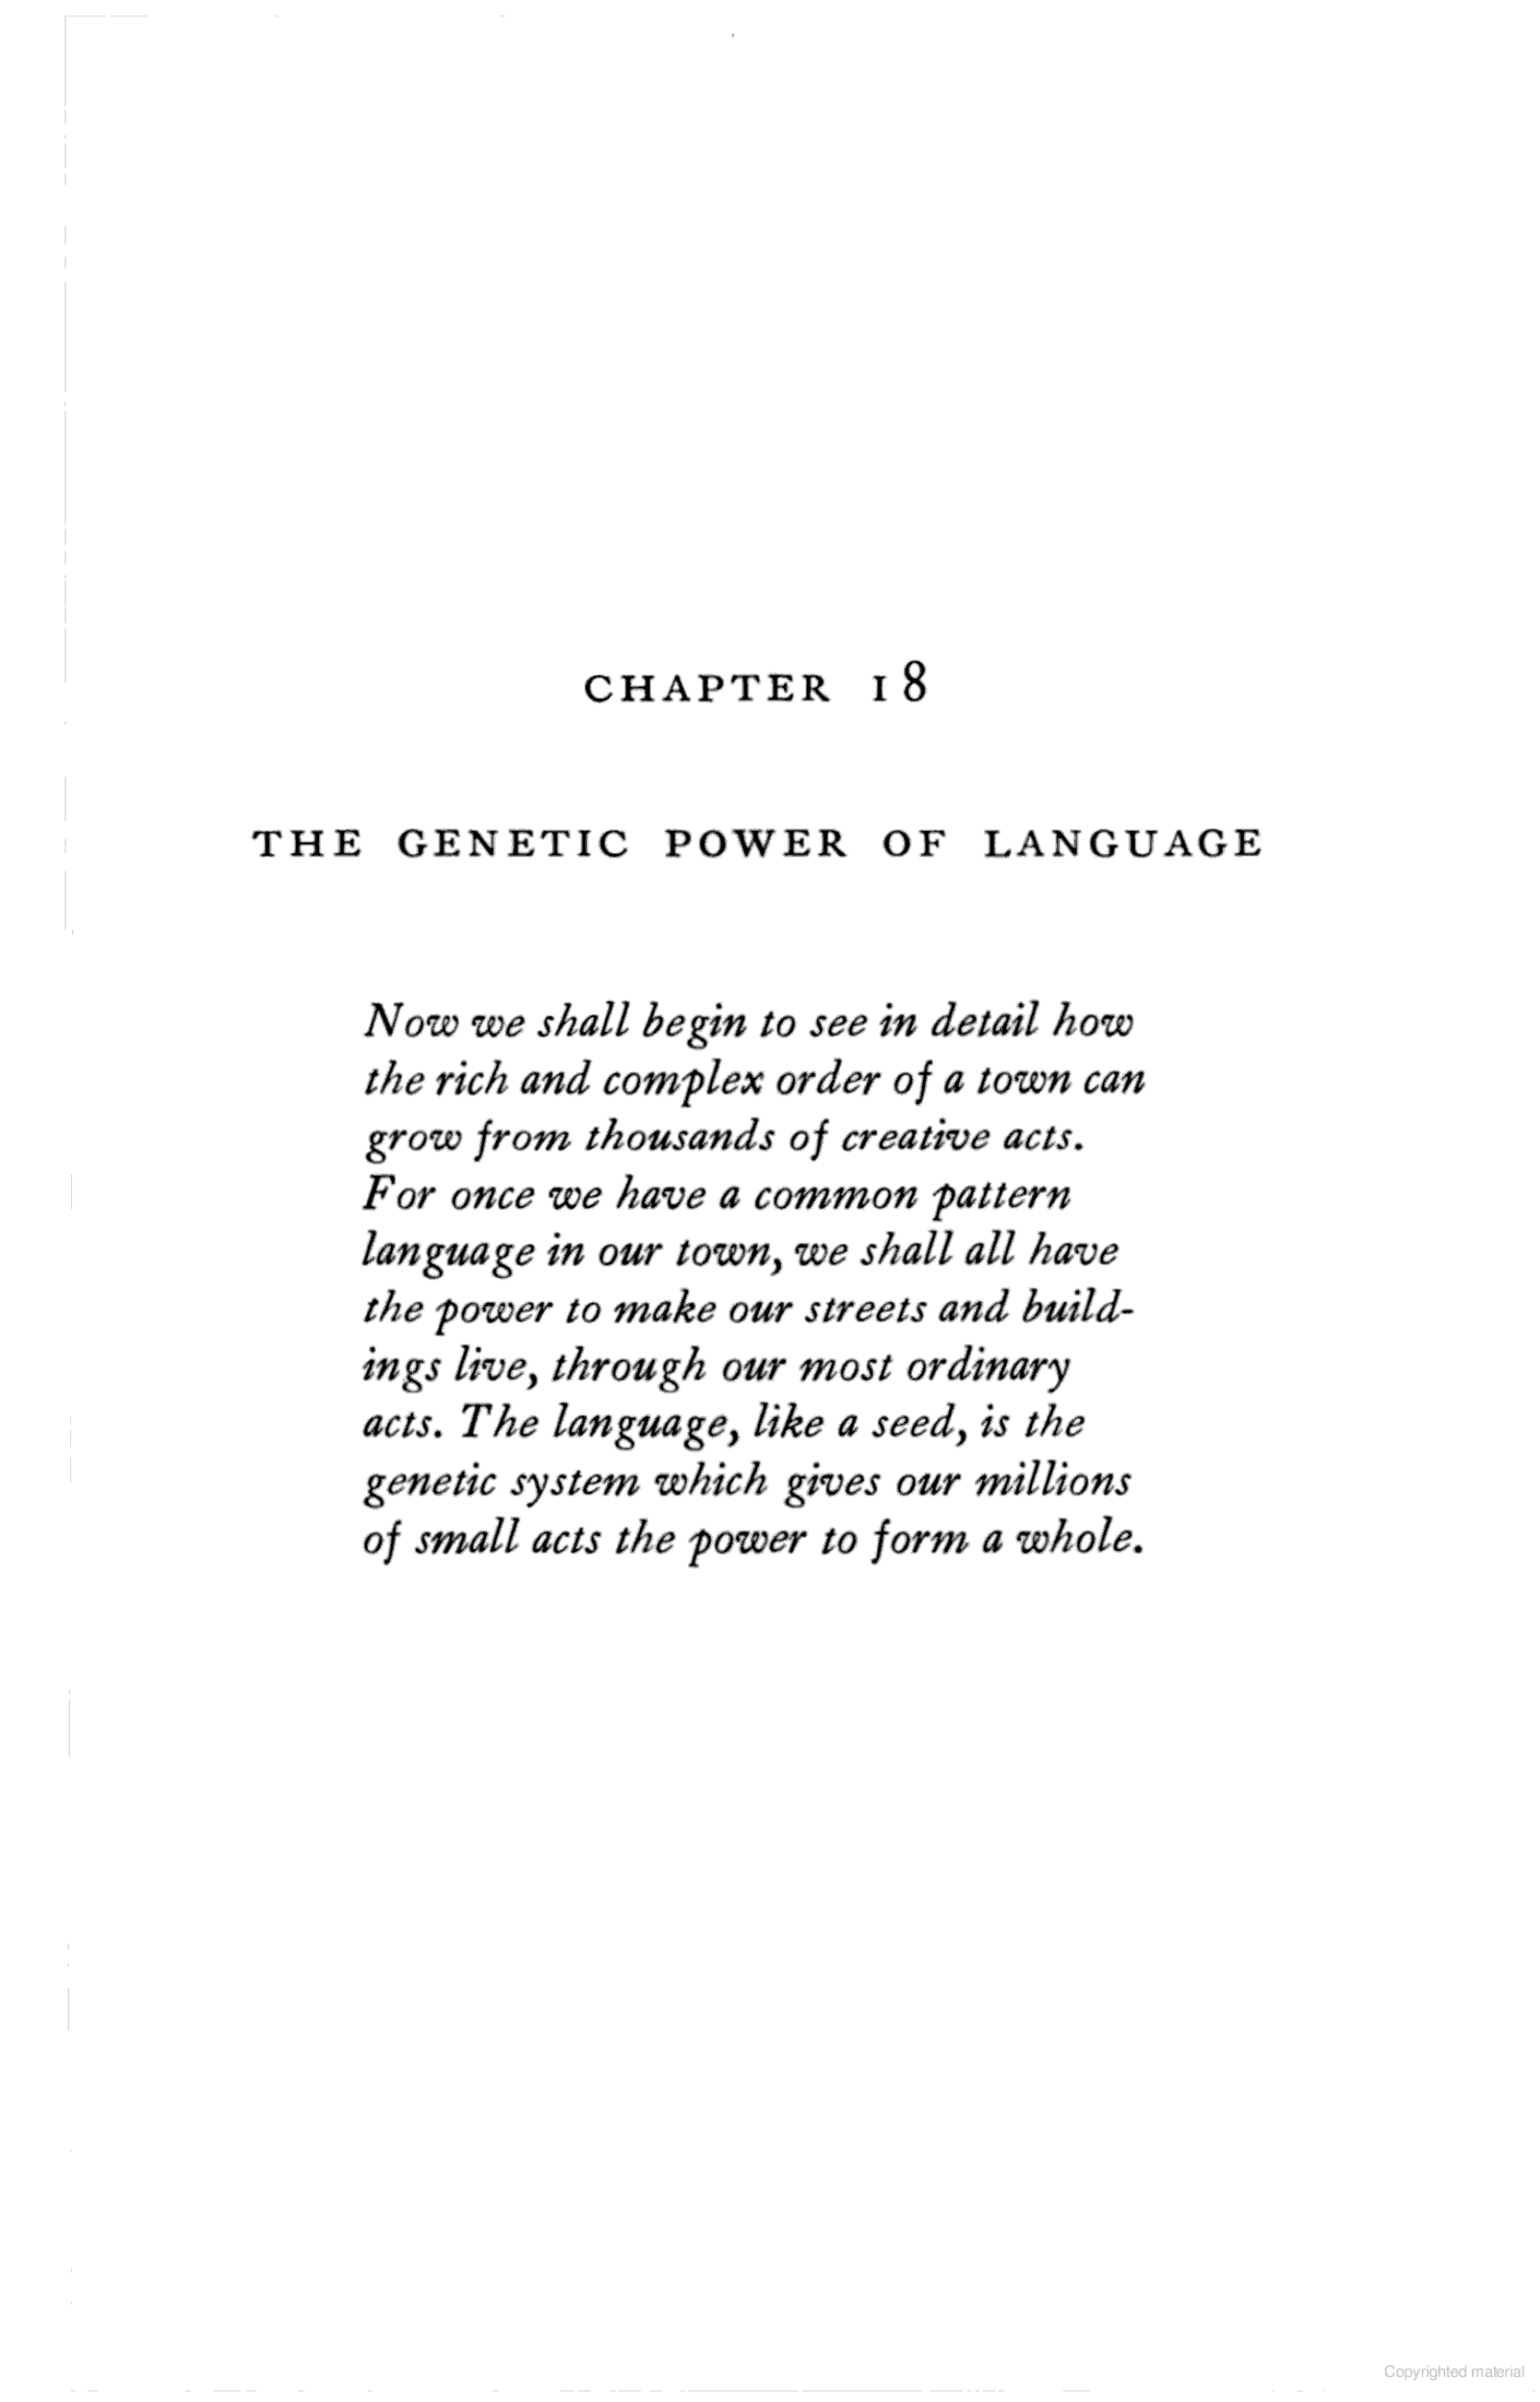 CHAPTER 18
THE GENETIC POWER OF LANGUAGE
Now we shall begin to see in detail how
the rich and complex order of a town can
grow from thousands of creative acts.
For once we have a common pattern
language in our town, we shall all have
the power to make our streets and build-
ings live, through our most ordinary
acts. The language, like a seed, is the
genetic system which gives our millions
of small acts the power to form a whole.
Copyrighted material